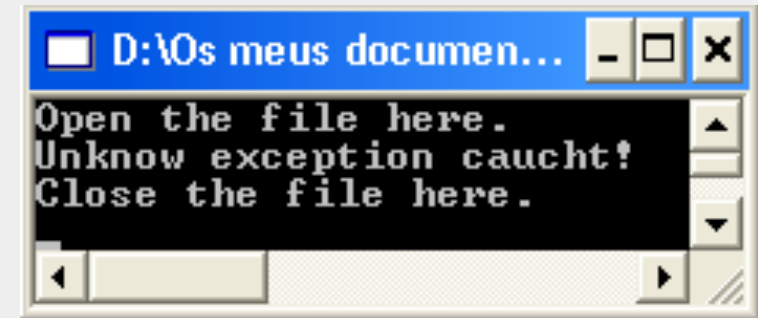 D:\Os meus documen...
Open the file here.
Unknow exception caucht!
Close the file here.